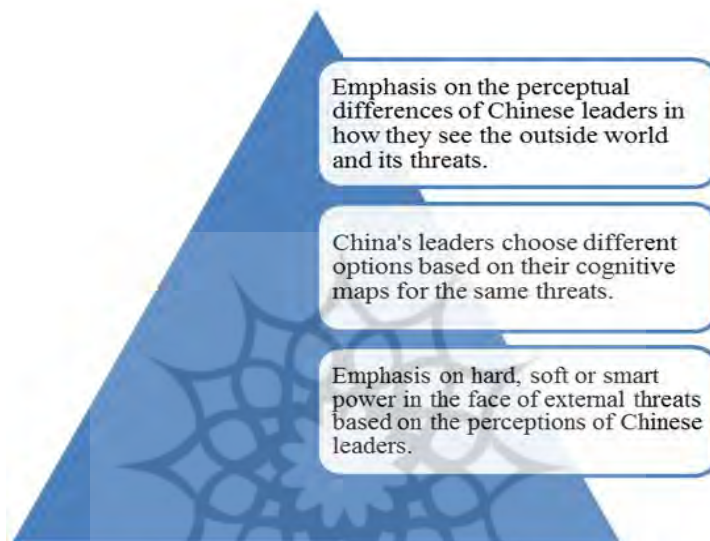 Emphasis on the perceptual
differences of Chinese leaders in
how they see the outside world
and its threats.
China's leaders choose different
options based on their cognitive
maps for the same threats.
Emphasis on hard, soft or smart
power in the face of external threats
based on the perceptions of Chinese
leaders.